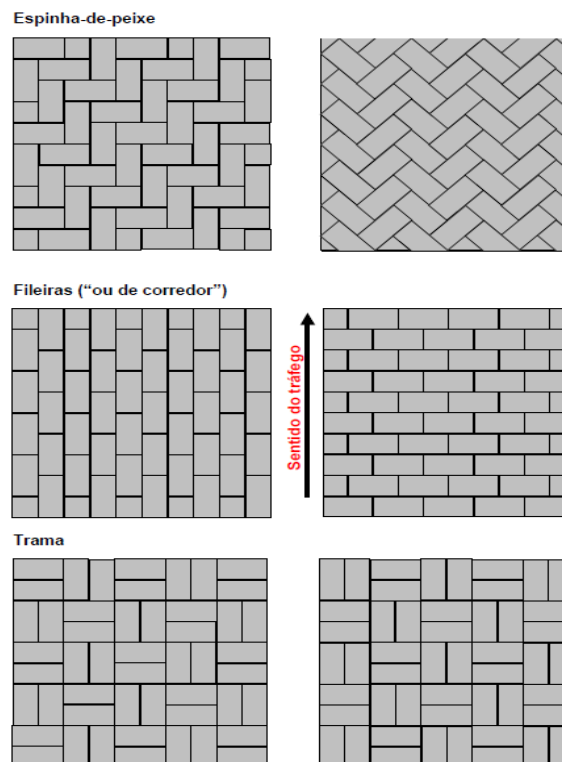 Espinha-de-peixe
Fileiras (“ou de corredor”)
Sentido do tráfego
Trama